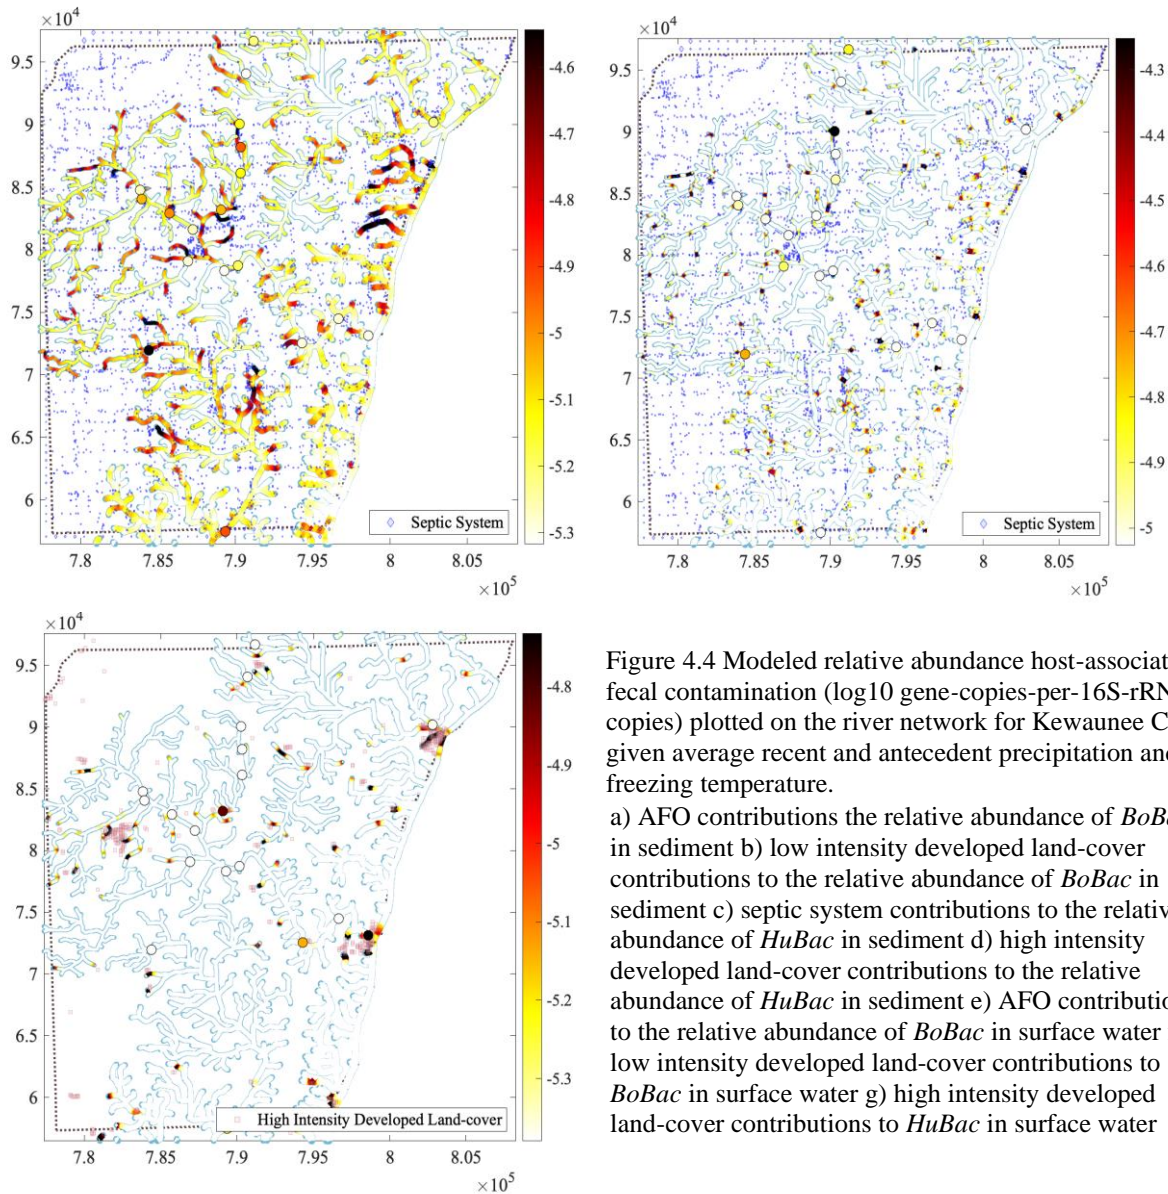 ×10⁴
9.5
9
8.5
8
7.5
7
6.5
6
7.8 7.85 7.9 7.95 8 8.05
×10⁵
Septic System
-4.6
-4.7
-4.8
-4.9
-5
-5.1
-5.2
-5.3
×10⁴
9.5
9
8.5
8
7.5
7
6.5
6
7.8 7.85 7.9 7.95 8 8.05
×10⁵
Septic System
-4.3
-4.4
-4.5
-4.6
-4.7
-4.8
-4.9
-5
×10⁴
9.5
9
8.5
8
7.5
7
6.5
6
7.8 7.85 7.9 7.95 8 8.05
×10⁵
High Intensity Developed Land-cover
-4.8
-4.9
-5
-5.1
-5.2
-5.3
Figure 4.4 Modeled relative abundance host-associat
fecal contamination (log10 gene-copies-per-16S-rRN
copies) plotted on the river network for Kewaunee C
given average recent and antecedent precipitation and
freezing temperature.
a) AFO contributions the relative abundance of BoBa
in sediment b) low intensity developed land-cover
contributions to the relative abundance of BoBac in
sediment c) septic system contributions to the relativ
abundance of HuBac in sediment d) high intensity
developed land-cover contributions to the relative
abundance of HuBac in sediment e) AFO contributio
to the relative abundance of BoBac in surface water
low intensity developed land-cover contributions to
BoBac in surface water g) high intensity developed
land-cover contributions to HuBac in surface water